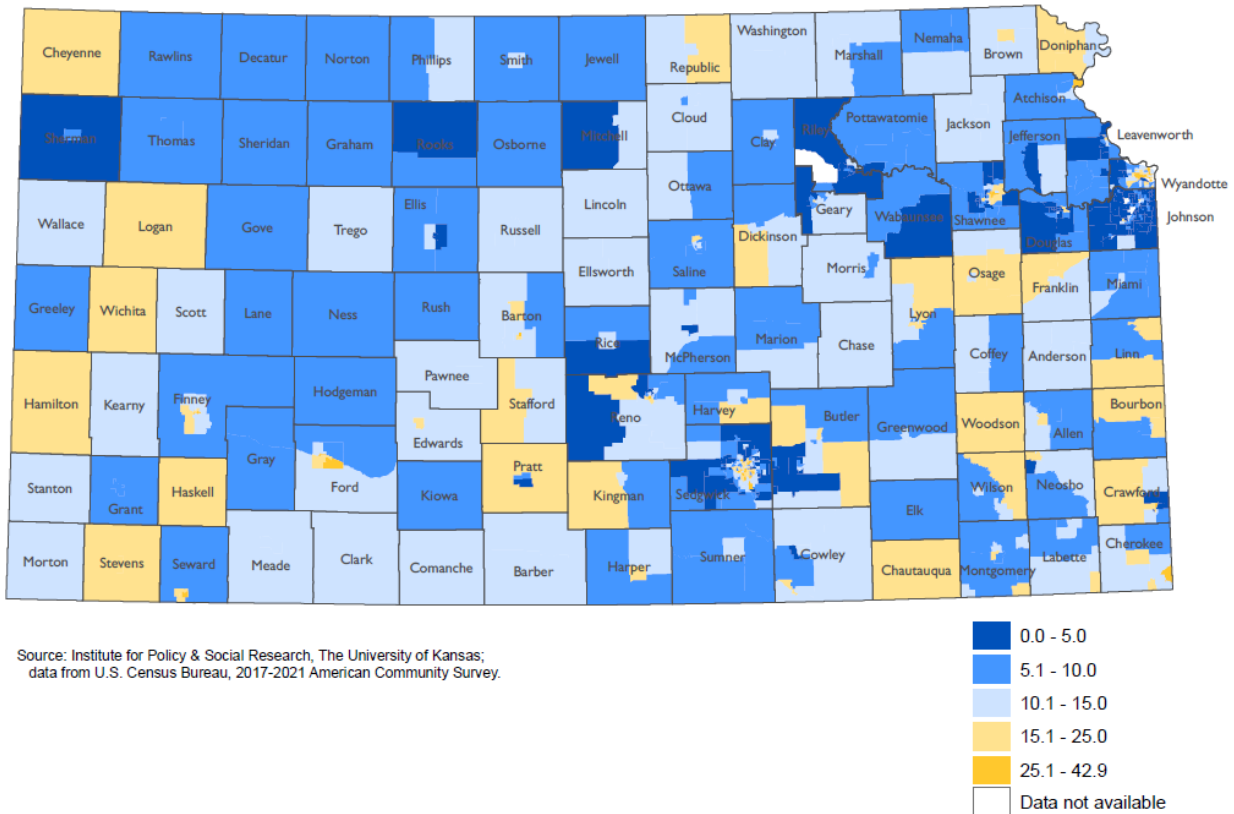 Cheyenne
Rawlins
Decatur
Norton
Phillips
Smith
Jewell
Republic
Washington
Marshall
Nemaha
Brown
Doniphan
Sherman
Thomas
Sheridan
Graham
Rooks
Osborne
Mitchell
Cloud
Clay
Riley
Pottawatomie
Jackson
Atchison
Jefferson
Leavenworth
Wyandotte
Johnson
Wallace
Logan
Gove
Trego
Ellis
Russell
Lincoln
Ottawa
Ellsworth
Saline
Dickinson
Geary
Morris
Wabaunsee
Shawnee
Douglas
Greeley
Wichita
Scott
Lane
Ness
Rush
Barton
Rice
McPherson
Marion
Chase
Lyon
Osage
Franklin
Miami
Coffey
Anderson
Linn
Hamilton
Kearny
Finney
Hodgeman
Pawnee
Edwards
Stafford
Reno
Harvey
Butler
Greenwood
Woodson
Allen
Bourbon
Stanton
Grant
Haskell
Gray
Ford
Kiowa
Pratt
Kingman
Sedgwick
Elk
Wilson
Neosho
Crawford
Morton
Stevens
Seward
Meade
Clark
Comanche
Barber
Harper
Sumner
Cowley
Chautauqua
Montgomery
Labette
Cherokee
Source: Institute for Policy & Social Research, The University of Kansas;
data from U.S. Census Bureau, 2017-2021 American Community Survey.
0.0 - 5.0
5.1 - 10.0
10.1 - 15.0
15.1 - 25.0
25.1 - 42.9
Data not available